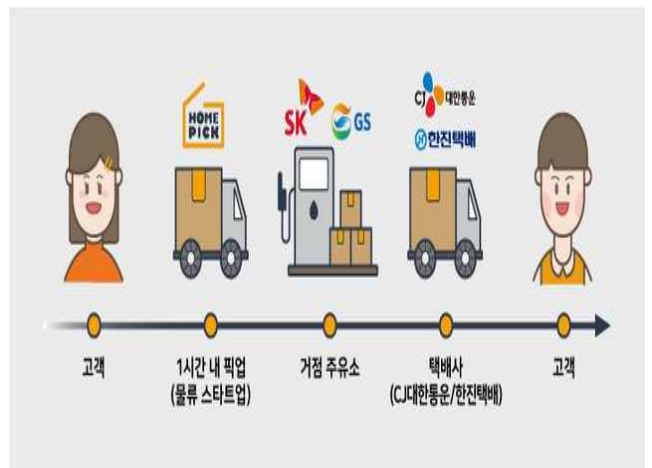 HOME
PICK
SK
GS
CJ 대한통운
한진택배
고객
1시간 내 픽업
(물류 스타트업)
거점 주유소
택배사
(CJ대한통운/한진택배)
고객